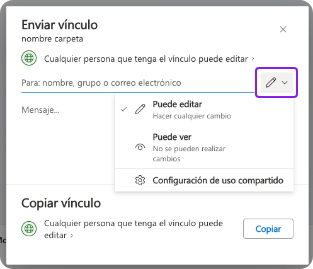 Enviar vínculo
nombre carpeta
Cualquier persona que tenga el vínculo puede editar >
Para: nombre, grupo o correo electrónico
Mensaje...
Puede editar
Hacer cualquier cambio
Puede ver
No se pueden realizar
cambios
Configuración de uso compartido
Copiar vínculo
Cualquier persona que tenga el vínculo puede
editar >
Copiar